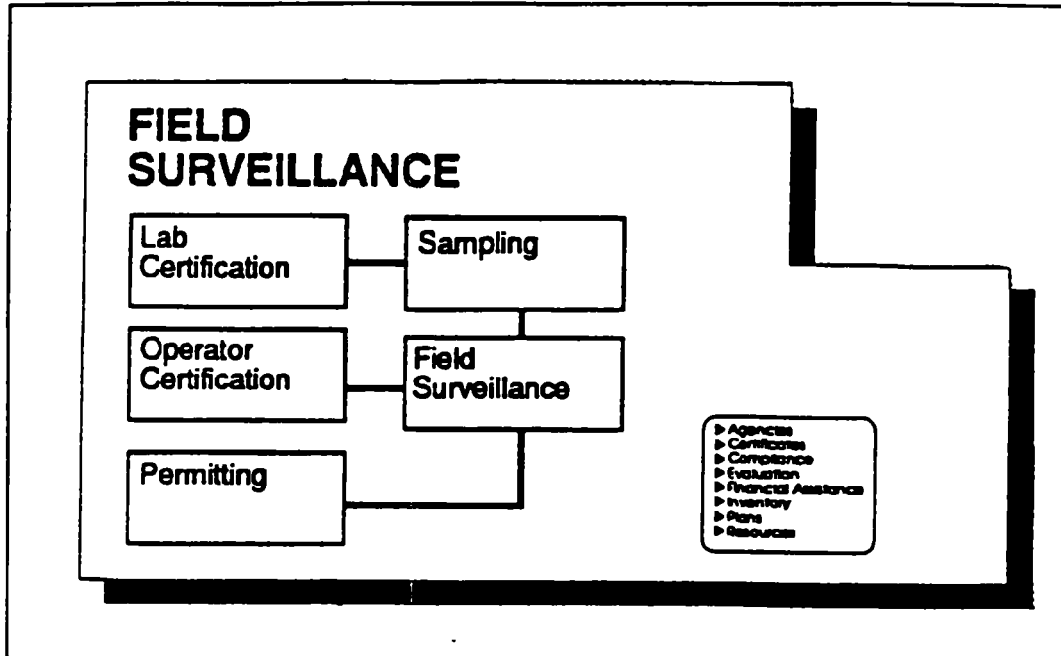 FIELD
SURVEILLANCE
Lab
Certification
Sampling
Operator
Certification
Field
Surveillance
Permitting
▷ Agencies
▷ Certificates
▷ Compliance
▷ Evaluation
▷ Financial Assistance
▷ Inventory
▷ Plans
▷ Resources